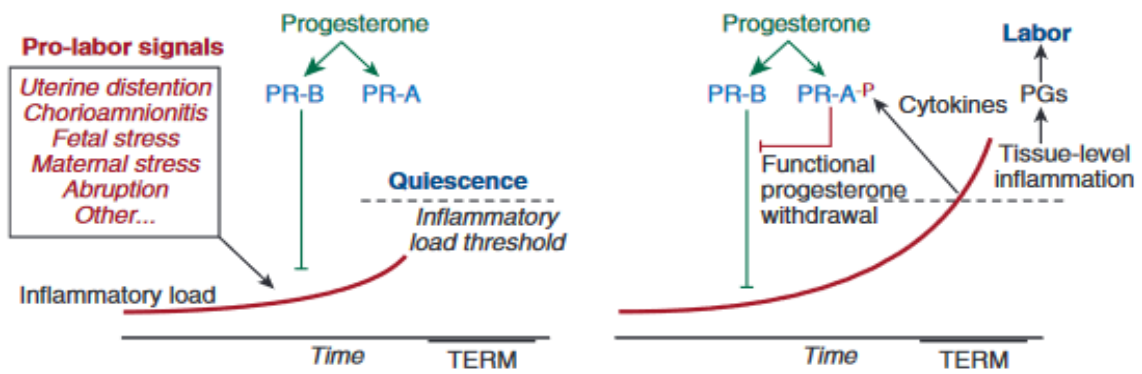 Progesterone
Pro-labor signals
Uterine distention
Chorioamnionitis
Fetal stress
Maternal stress
Abruption
Other...
PR-B PR-A
Quiescence
Inflammatory
load threshold
Inflammatory load
Time
TERM
Progesterone
Labor
PR-B PR-A-P
Cytokines
PGs
Functional
progesterone
withdrawal
Tissue-level
inflammation
Time
TERM